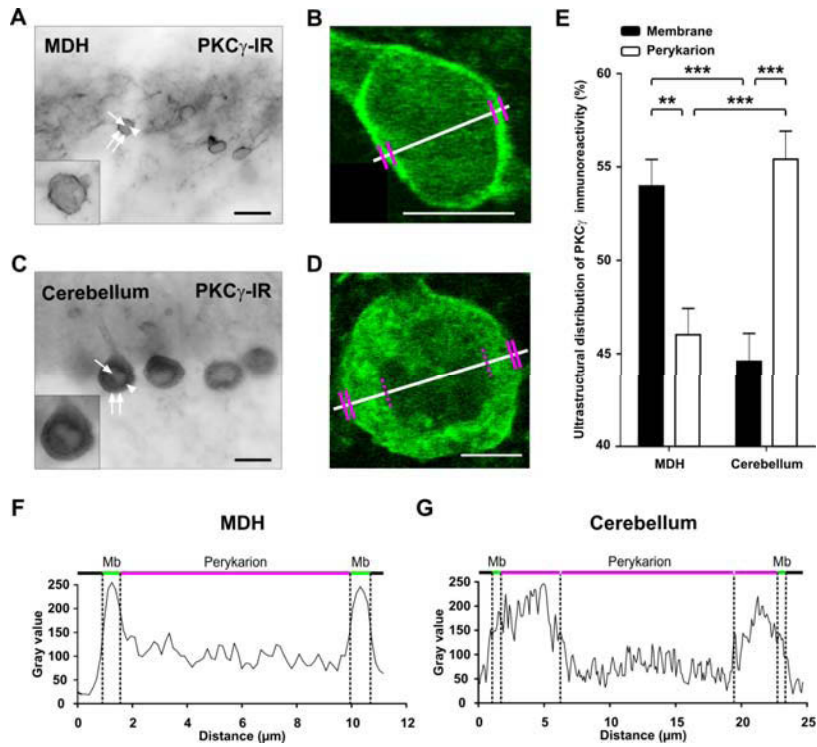 A
MDH PKCγ-IR
B
C
Cerebellum PKCγ-IR
D
E
Membrane
Perykarion
Ultrastructural distribution of PKCγ immunoreactivity (%)
60
55
50
45
40
***
***
**
***
MDH Cerebellum
F
MDH
Mb Perykarion Mb
Gray value
250
200
150
100
50
0
0 2 4 6 8 10 12
Distance (µm)
G
Cerebellum
Mb Perykarion Mb
Gray value
250
200
150
100
50
0
0 5 10 15 20 25
Distance (µm)